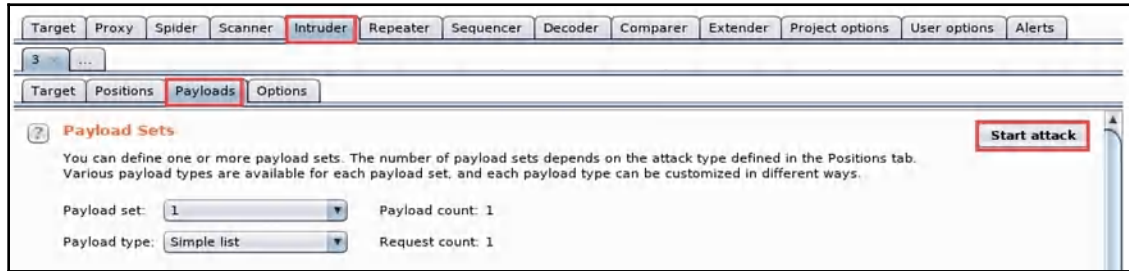 Target Proxy Spider Scanner Intruder Repeater Sequencer Decoder Comparer Extender Project options User options Alerts
3 × ...
Target Positions Payloads Options
? Payload Sets Start attack
You can define one or more payload sets. The number of payload sets depends on the attack type defined in the Positions tab.
Various payload types are available for each payload set, and each payload type can be customized in different ways.
Payload set: 1 Payload count: 1
Payload type: Simple list Request count: 1